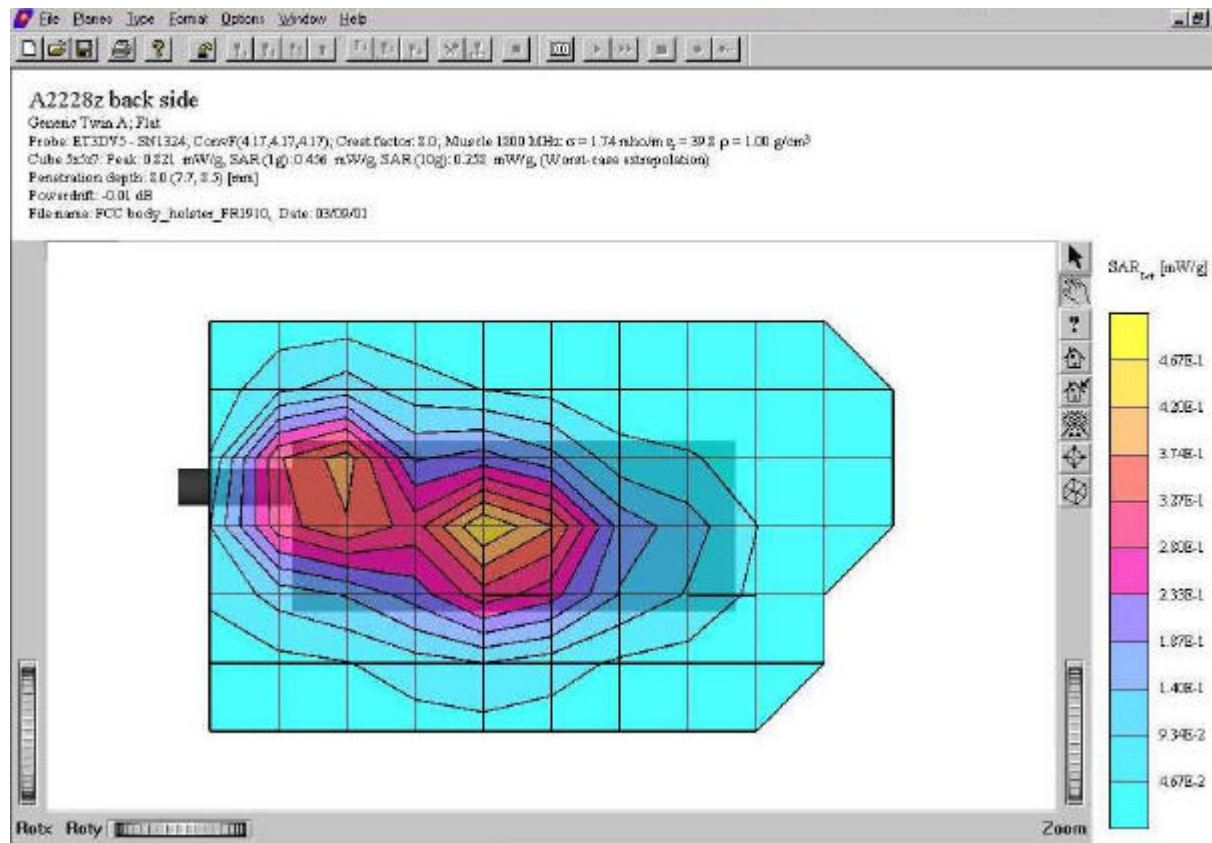 File Planes Type Format Options Window Help
A2228z back side
Generic Twin A; Flat
Probe: ET3DV5 - SN1324; ConvF(4.17,4.17,4.17); Crest factor: 8.0; Muscle 1800 MHz: σ = 1.74 mho/m εr = 39.8 ρ = 1.00 g/cm³
Cube 5x5x7: Peak: 0.821 mW/g, SAR (1g): 0.456 mW/g, SAR (10g): 0.258 mW/g, (Worst-case extrapolation)
Penetration depth: 8.0 (7.7, 8.5) [mm]
Powerdrift: -0.01 dB
File name: FCC body_holster_FR1910, Date: 03/09/01
SARTot [mW/g]
4.67E-1
4.20E-1
3.74E-1
3.27E-1
2.80E-1
2.33E-1
1.87E-1
1.40E-1
9.34E-2
4.67E-2
Rotx Roty
Zoom